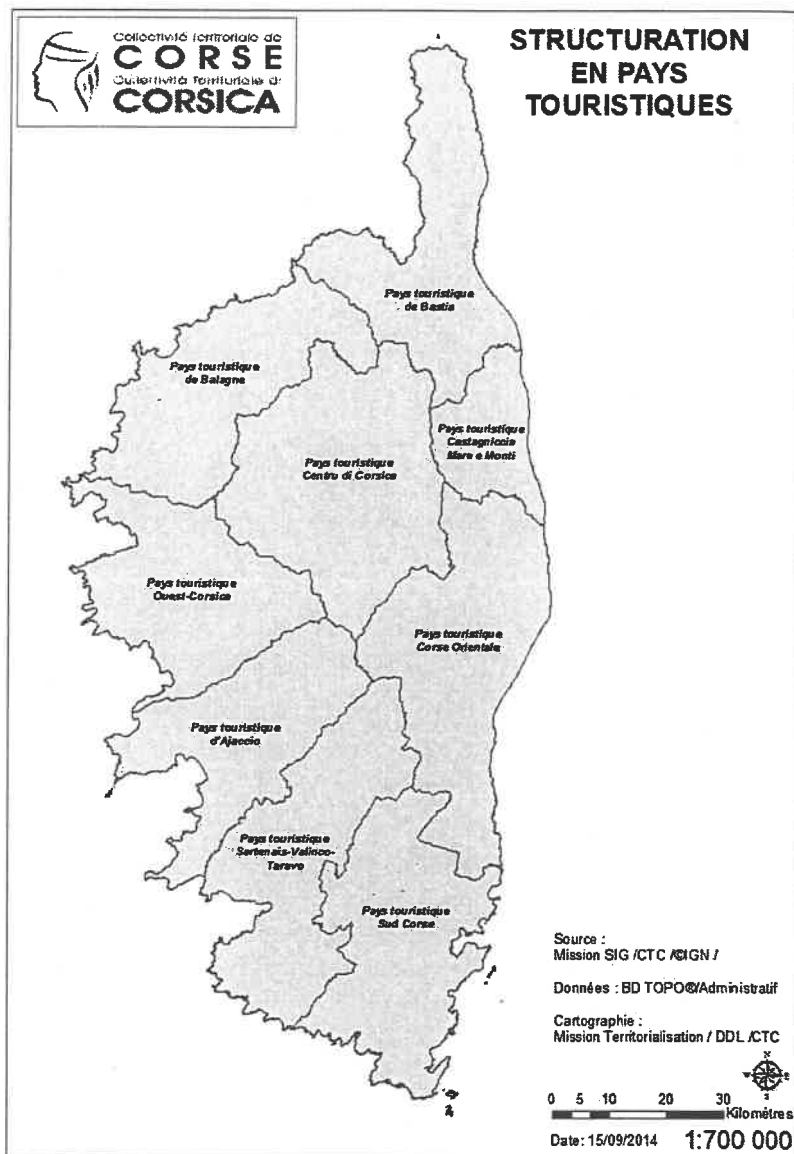 Collectivité Territoriale de
CORSE
Cullettività Territuriale di
CORSICA
STRUCTURATION
EN PAYS
TOURISTIQUES
Pays touristique
de Bastia
Pays touristique
de Balagne
Pays touristique
Castagniccia
Mare e Monti
Pays touristique
Centru di Corsica
Pays touristique
Ouest-Corsica
Pays touristique
Corse Orientale
Pays touristique
d'Ajaccio
Pays touristique
Sartenais-Valinco-
Taravo
Pays touristique
Sud Corse
Source :
Mission SIG /CTC /©IGN /
Données : BD TOPO®/Administratif
Cartographie :
Mission Territorialisation / DDL /CTC
N
E
S
0 5 10 20 30
Kilomètres
Date: 15/09/2014 1:700 000